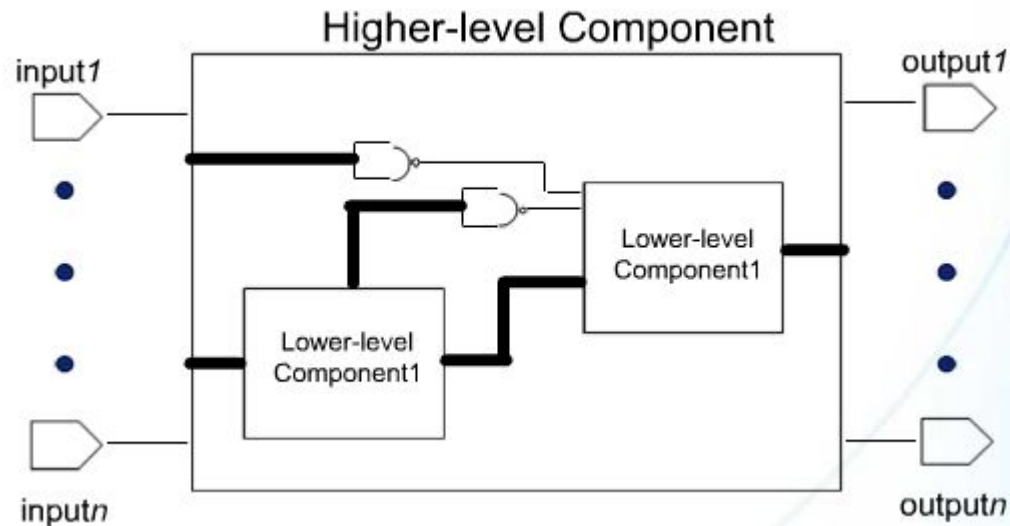 Higher-level Component
input1
output1
Lower-level
Component1
Lower-level
Component1
inputn
outputn